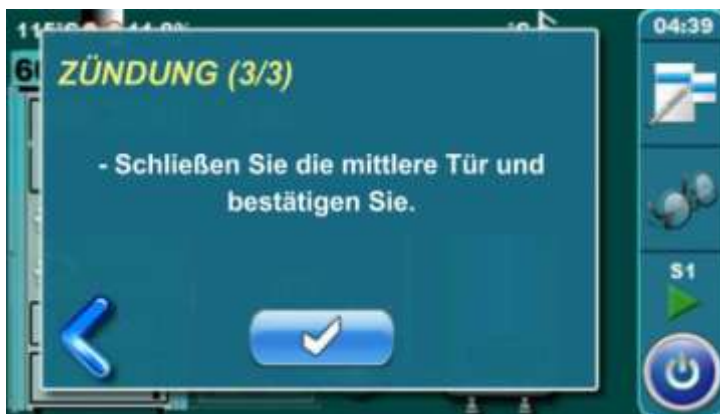 04:39
ZÜNDUNG (3/3)
- Schließen Sie die mittlere Tür und
bestätigen Sie.
S1